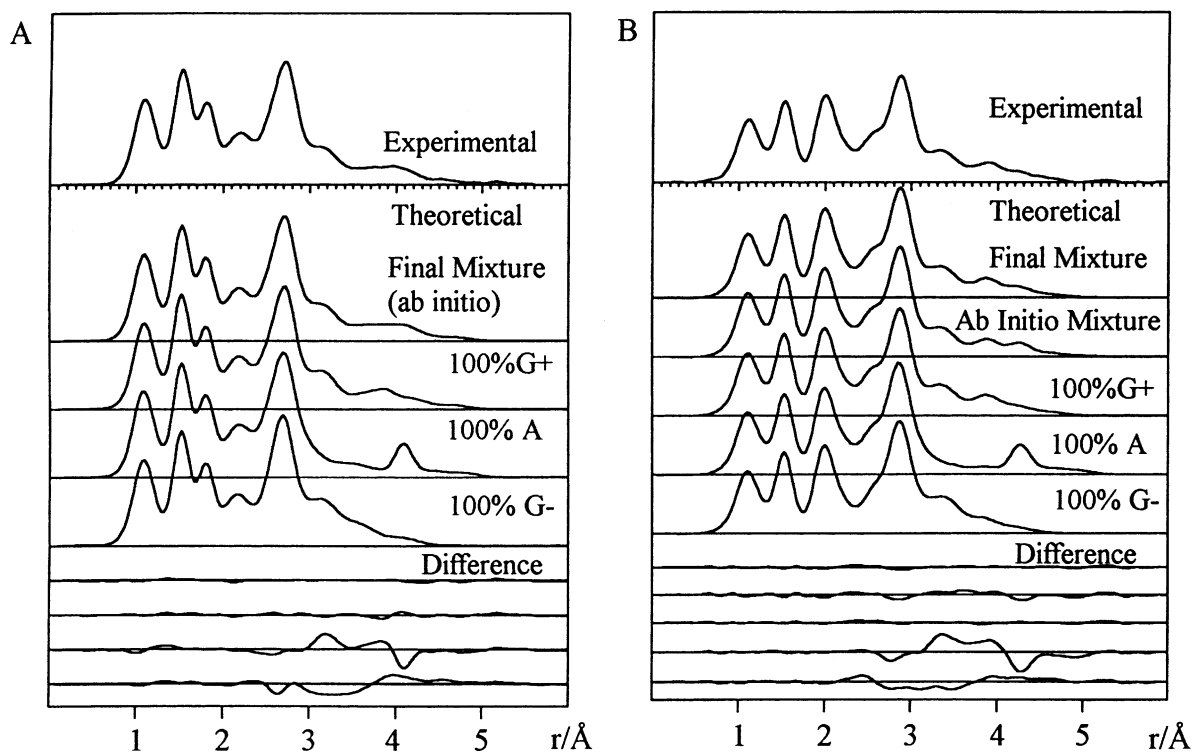 A
Experimental
Theoretical
Final Mixture
(ab initio)
100%G+
100% A
100% G-
Difference
1 2 3 4 5 r/Å
B
Experimental
Theoretical
Final Mixture
Ab Initio Mixture
100%G+
100% A
100% G-
Difference
1 2 3 4 5 r/Å